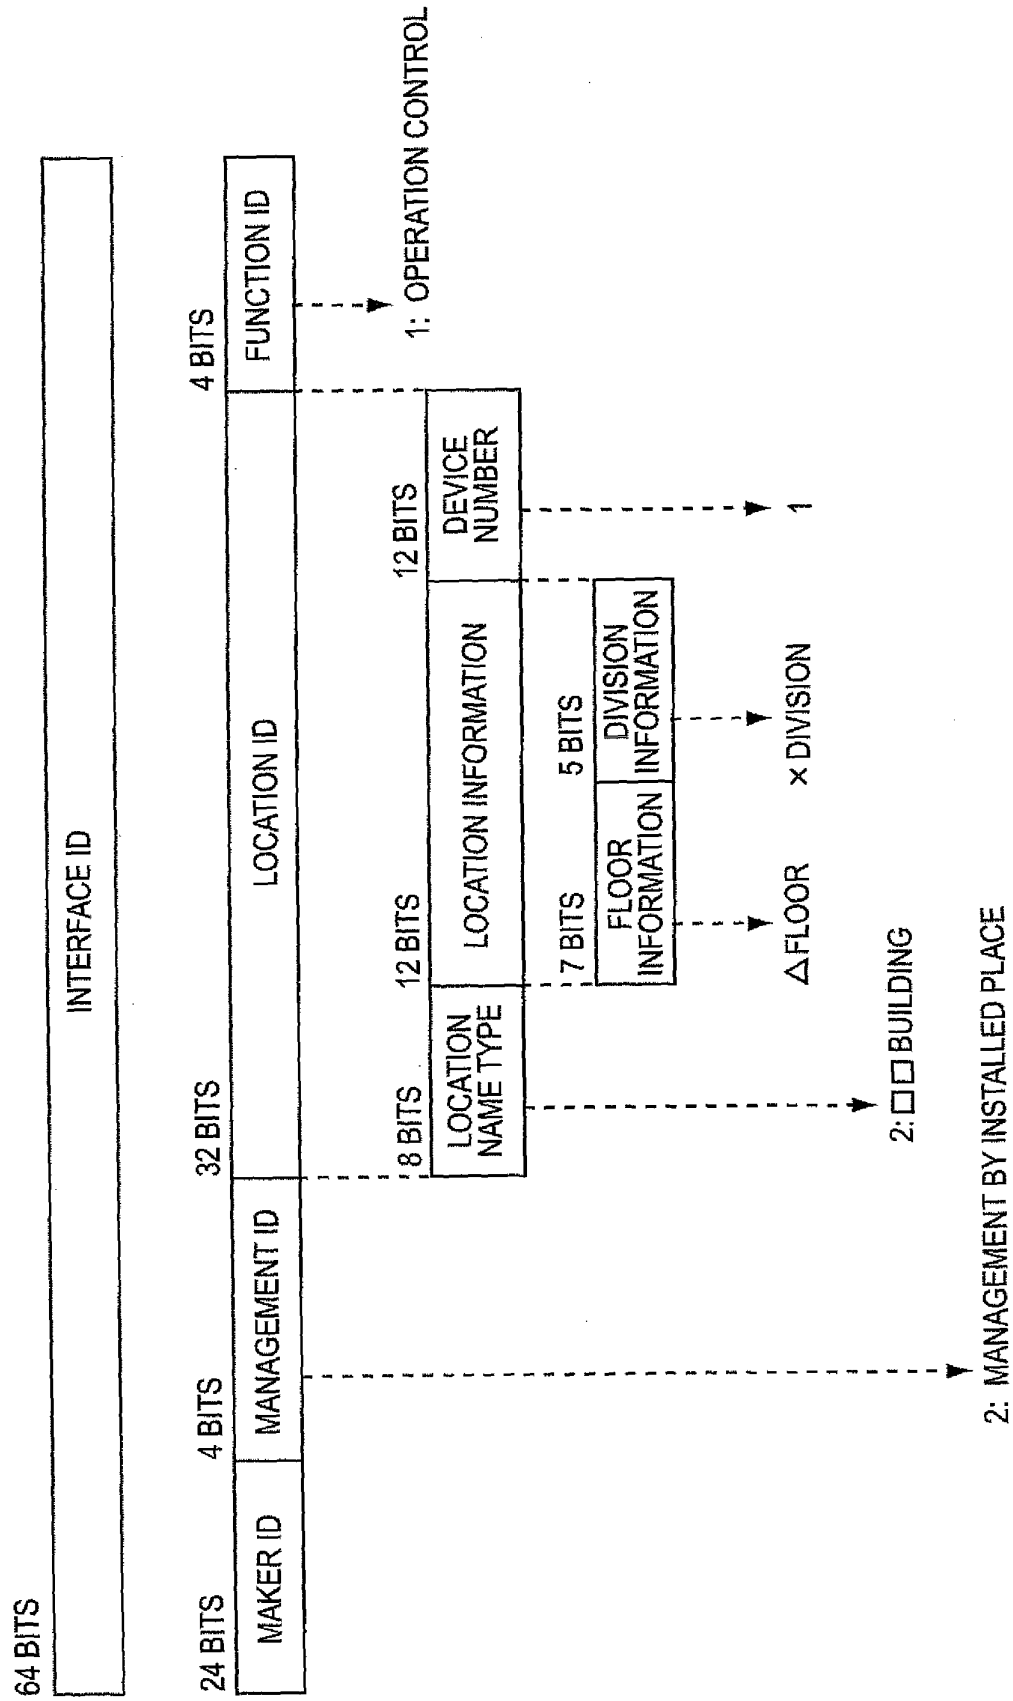 64 BITS
INTERFACE ID
24 BITS
4 BITS
32 BITS
4 BITS
MAKER ID
MANAGEMENT ID
LOCATION ID
FUNCTION ID
8 BITS
12 BITS
12 BITS
LOCATION
NAME TYPE
LOCATION INFORMATION
DEVICE
NUMBER
1: OPERATION CONTROL
7 BITS
5 BITS
FLOOR
INFORMATION
DIVISION
INFORMATION
△FLOOR
× DIVISION
1
2: □□ BUILDING
2: MANAGEMENT BY INSTALLED PLACE